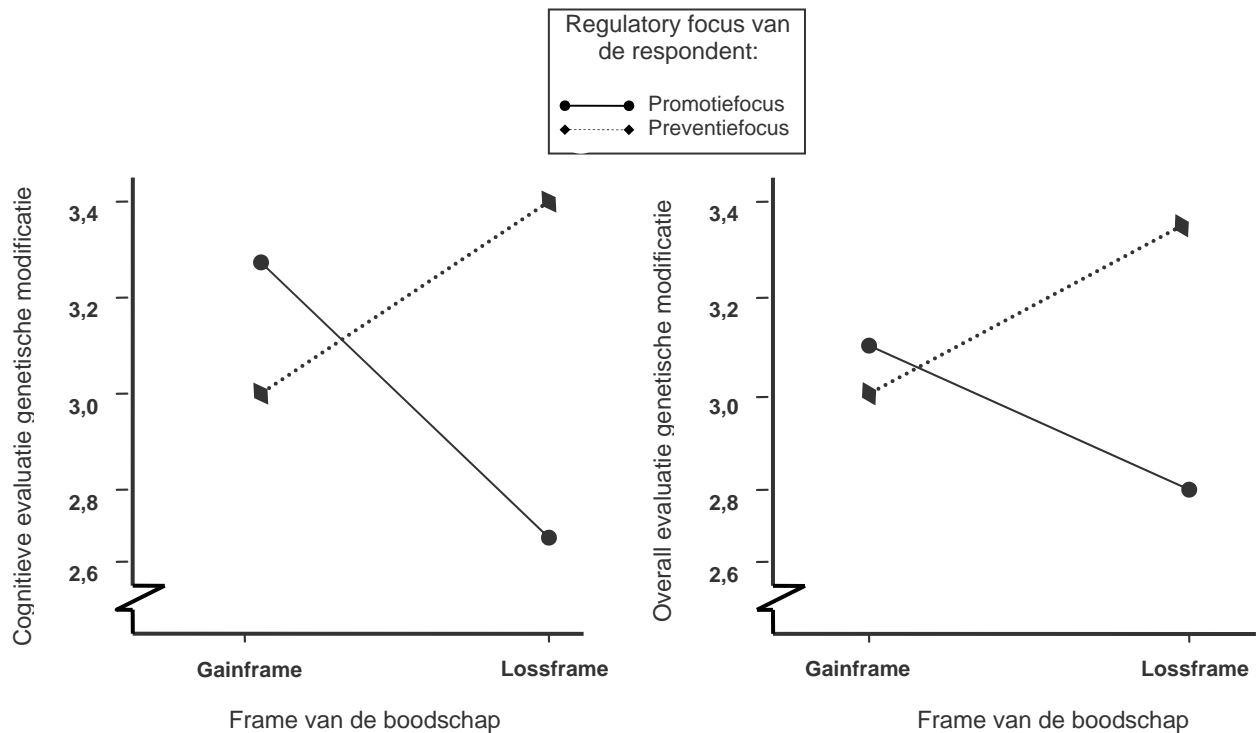 Regulatory focus van
de respondent:
Promotiefocus
Preventiefocus
Cognitieve evaluatie genetische modificatie
3,4
3,2
3,0
2,8
2,6
Gainframe
Lossframe
Frame van de boodschap
Overall evaluatie genetische modificatie
3,4
3,2
3,0
2,8
2,6
Gainframe
Lossframe
Frame van de boodschap